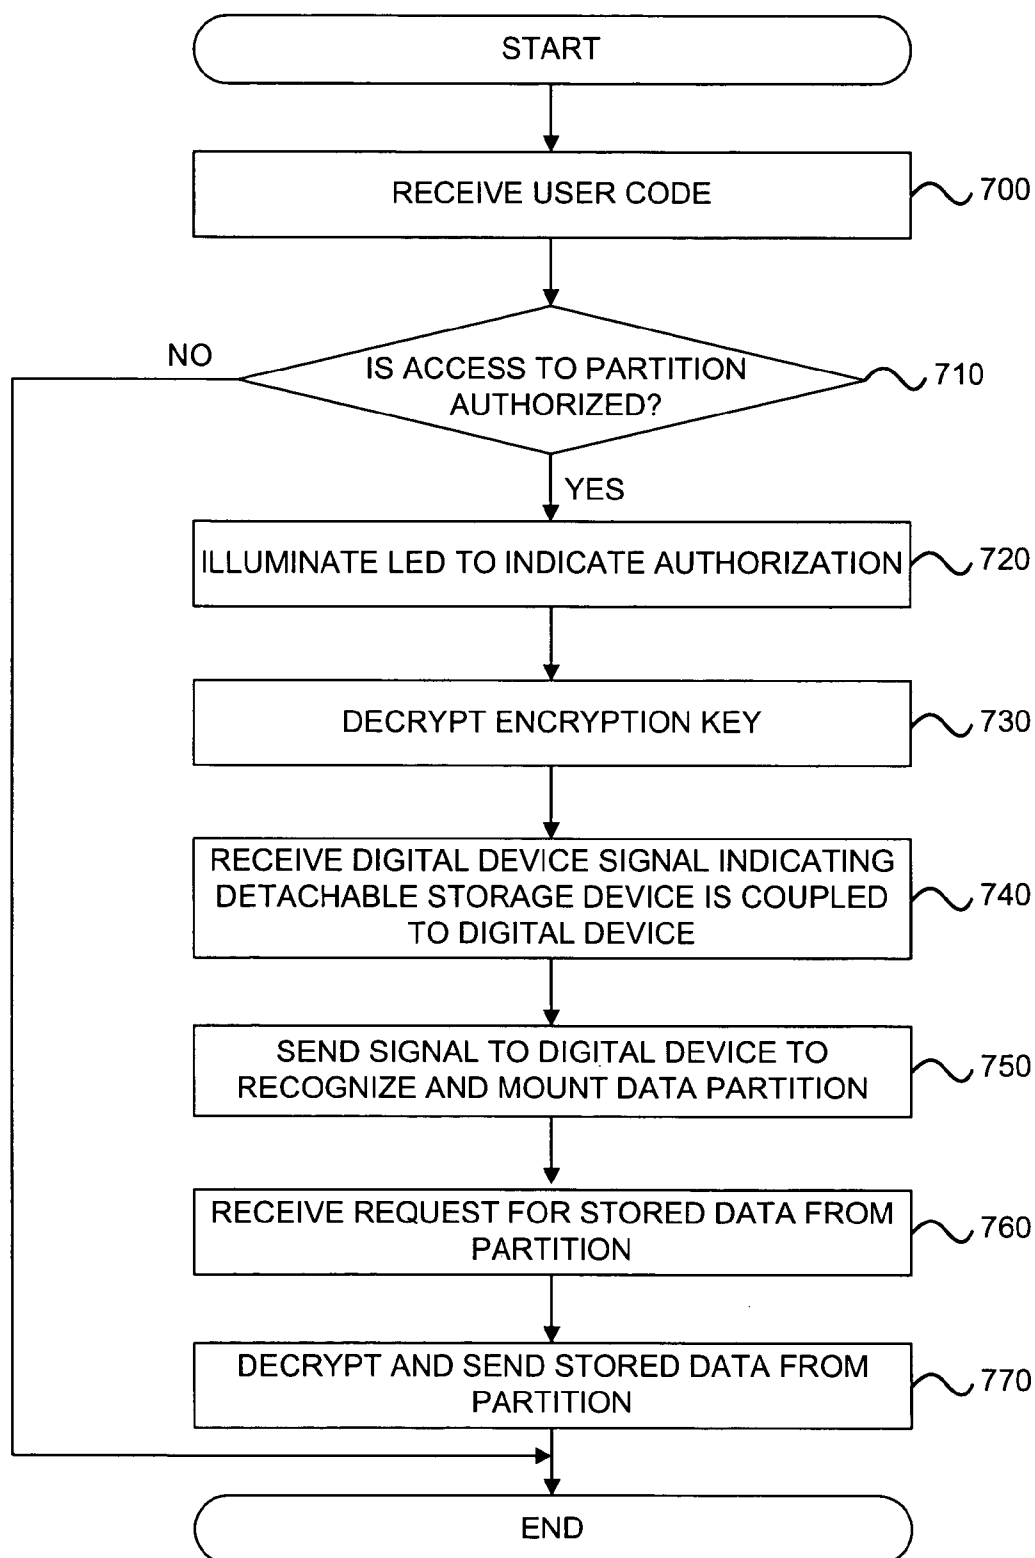 START
RECEIVE USER CODE
700
NO
IS ACCESS TO PARTITION
AUTHORIZED?
710
YES
ILLUMINATE LED TO INDICATE AUTHORIZATION
720
DECRYPT ENCRYPTION KEY
730
RECEIVE DIGITAL DEVICE SIGNAL INDICATING
DETACHABLE STORAGE DEVICE IS COUPLED
TO DIGITAL DEVICE
740
SEND SIGNAL TO DIGITAL DEVICE TO
RECOGNIZE AND MOUNT DATA PARTITION
750
RECEIVE REQUEST FOR STORED DATA FROM
PARTITION
760
DECRYPT AND SEND STORED DATA FROM
PARTITION
770
END